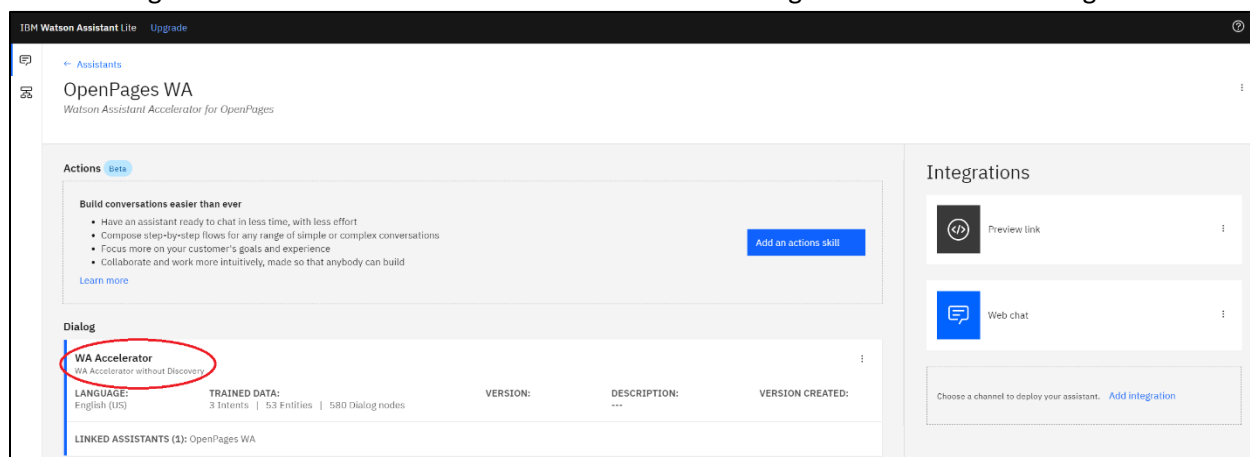 IBM Watson Assistant Lite Upgrade
← Assistants
OpenPages WA
Watson Assistant Accelerator for OpenPages
Actions Beta
Build conversations easier than ever
• Have an assistant ready to chat in less time, with less effort
• Compose step-by-step flows for any range of simple or complex conversations
• Focus more on your customer's goals and experience
• Collaborate and work more intuitively, made so that anybody can build
Learn more
Add an actions skill
Dialog
WA Accelerator
WA Accelerator without Discovery
LANGUAGE: TRAINED DATA: VERSION: DESCRIPTION: VERSION CREATED:
English (US) 3 Intents | 53 Entities | 580 Dialog nodes ---
LINKED ASSISTANTS (1): OpenPages WA
Integrations
Preview link
Web chat
Choose a channel to deploy your assistant. Add integration